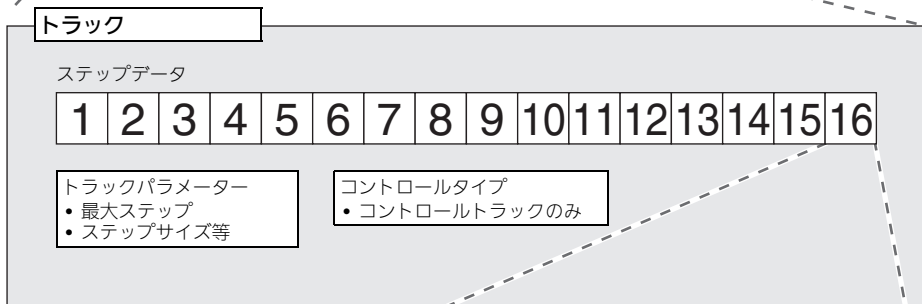 トラック
ステップデータ
1 2 3 4 5 6 7 8 9 10 11 12 13 14 15 16
トラックパラメーター
• 最大ステップ
• ステップサイズ等
コントロールタイプ
• コントロールトラックのみ